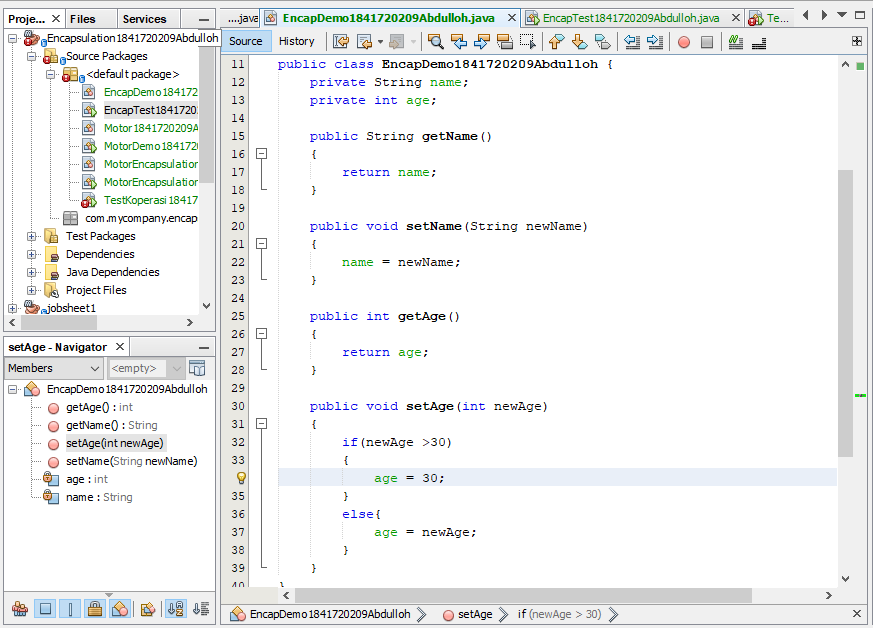 Proje... Files Services
Encapsulation1841720209Abdulloh
Source Packages
<default package>
EncapDemo184172
EncapTest1841720
Motor1841720209A
MotorDemo184172
MotorEncapsulation
MotorEncapsulation
TestKoperasi18417
com.mycompany.encap
Test Packages
Dependencies
Java Dependencies
Project Files
jobsheet1
setAge - Navigator
Members <empty>
EncapDemo1841720209Abdulloh
getAge() : int
getName() : String
setAge(int newAge)
setName(String newName)
age : int
name : String
....java EncapDemo1841720209Abdulloh.java EncapTest1841720209Abdulloh.java Te...
Source History
11 public class EncapDemo1841720209Abdulloh {
12 private String name;
13 private int age;
14
15 public String getName()
16 {
17 return name;
18 }
19
20 public void setName(String newName)
21 {
22 name = newName;
23 }
24
25 public int getAge()
26 {
27 return age;
28 }
29
30 public void setAge(int newAge)
31 {
32 if(newAge >30)
33 {
age = 30;
35 }
36 else{
37 age = newAge;
38 }
39 }
40 }
EncapDemo1841720209Abdulloh setAge if (newAge > 30)